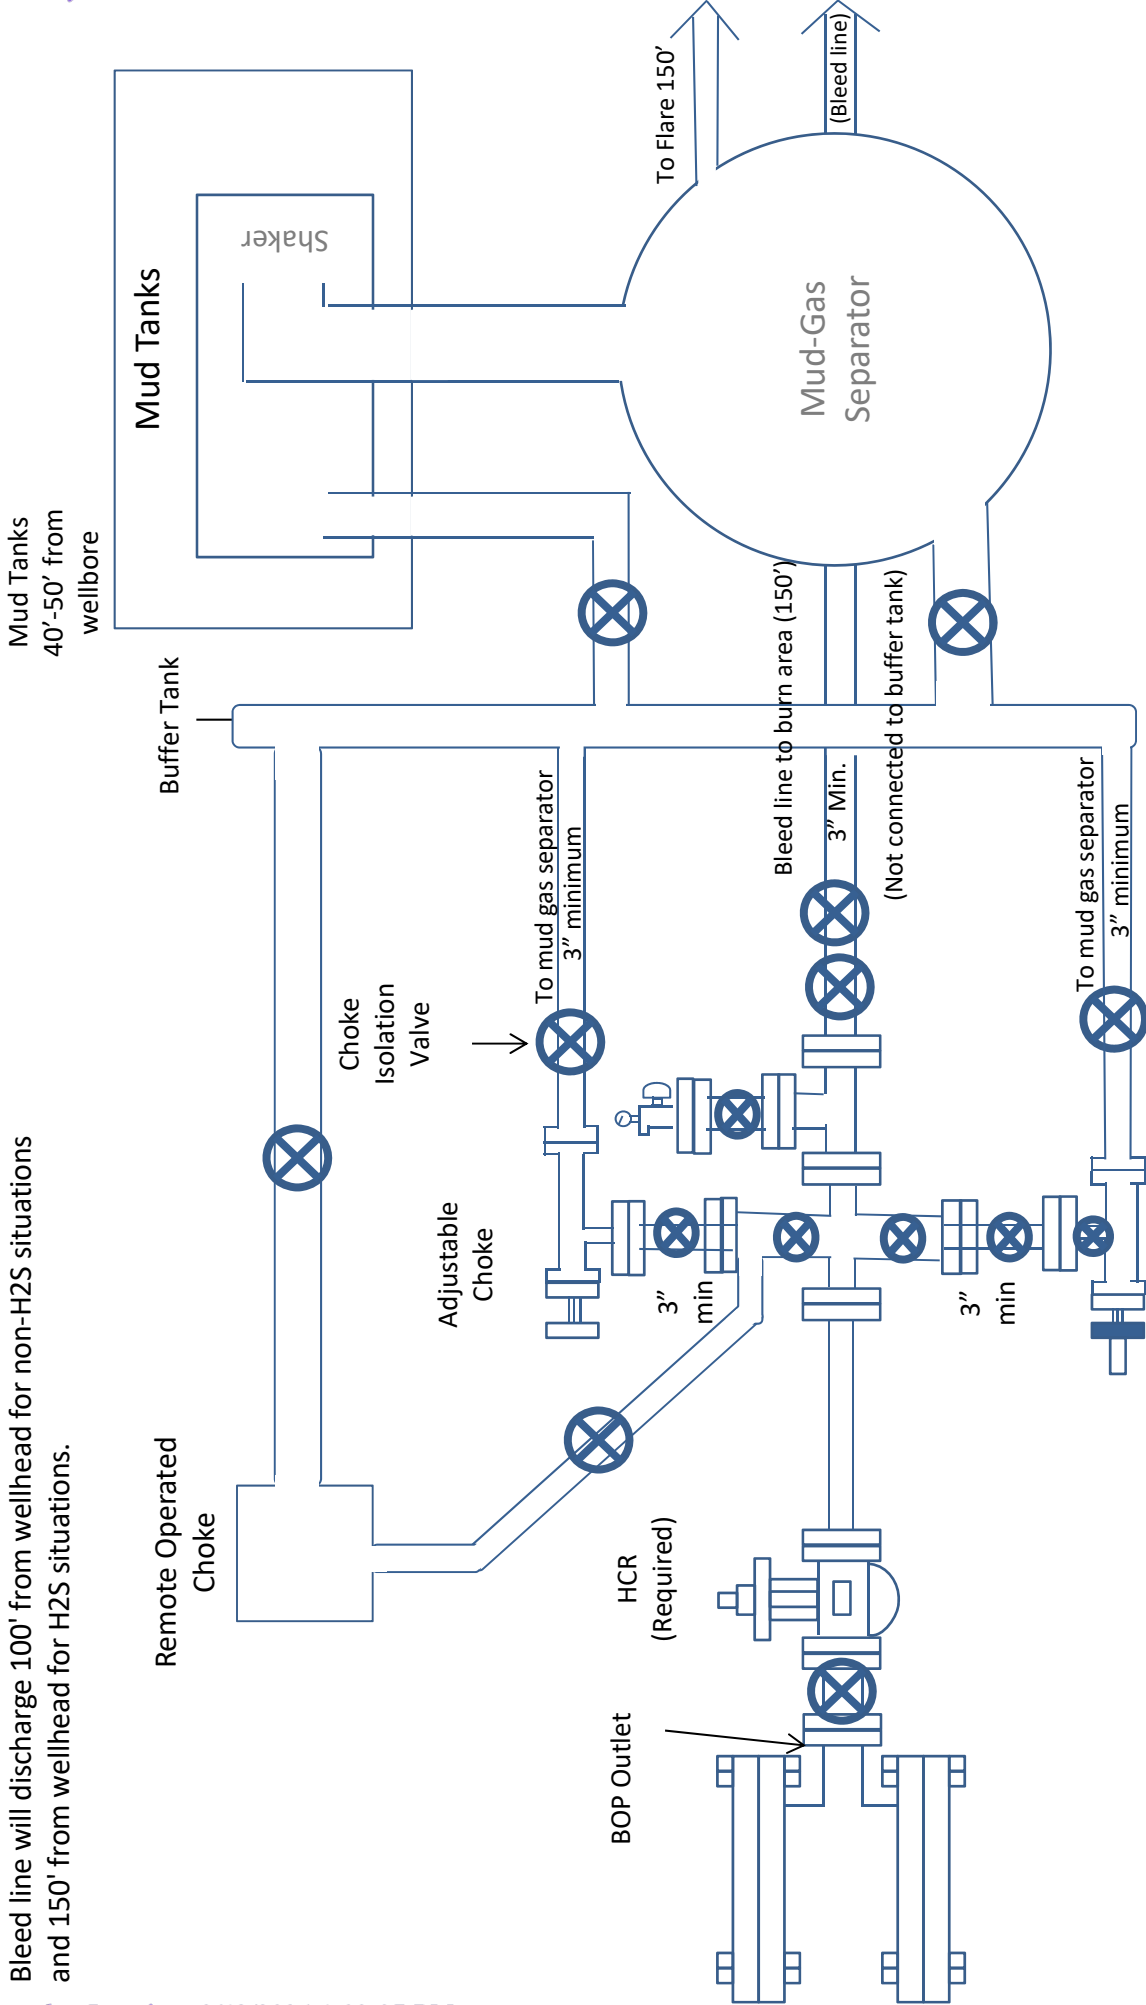 Bleed line will discharge 100' from wellhead for non-H2S situations
and 150' from wellhead for H2S situations.
Mud Tanks
40’-50’ from
wellbore
Mud Tanks
Shaker
Buffer Tank
Remote Operated
Choke
Choke
Isolation
Valve
Adjustable
Choke
To mud gas separator
3” minimum
To Flare 150’
(Bleed line)
Mud-Gas
Separator
Bleed line to burn area (150’)
3” Min.
(Not connected to buffer tank)
HCR
(Required)
BOP Outlet
3”
min
3”
min
To mud gas separator
3” minimum